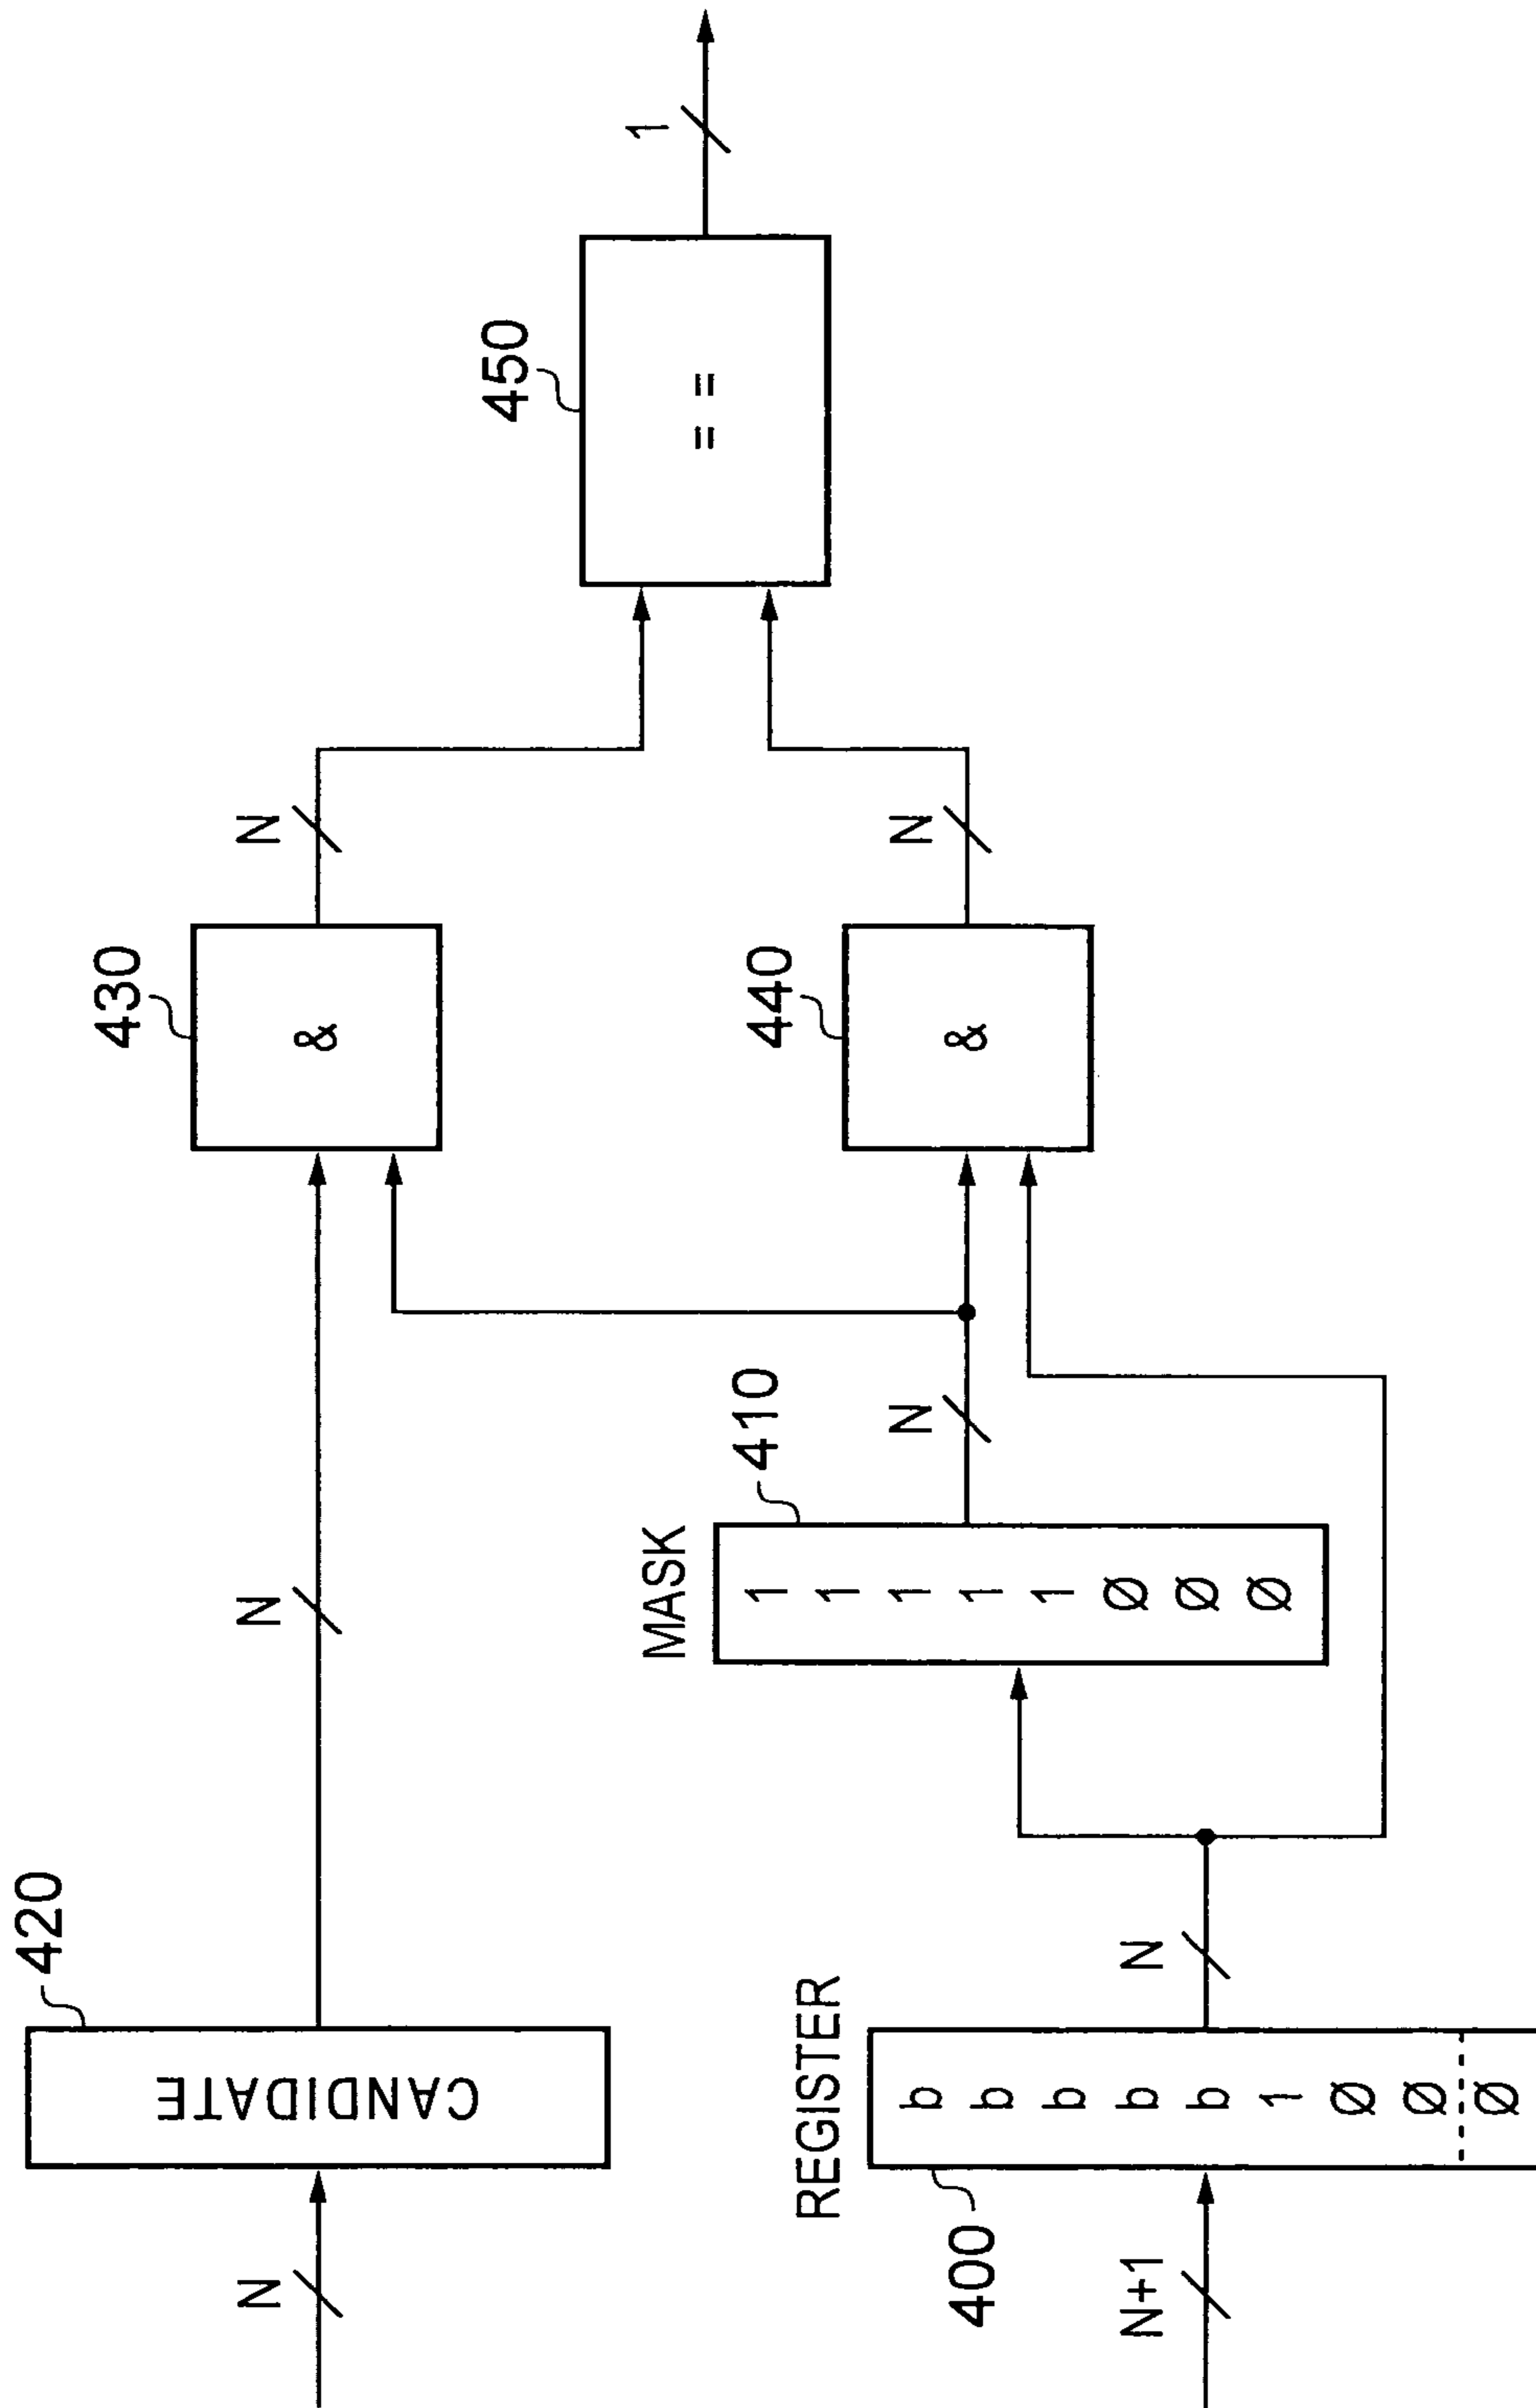 420
CANDIDATE
N
N
430
&
N
450
= =
1
MASK
410
1
1
1
1
1
Ø
Ø
Ø
N
440
&
N
REGISTER
400
b
b
b
b
b
1
Ø
Ø
Ø
N+1
N